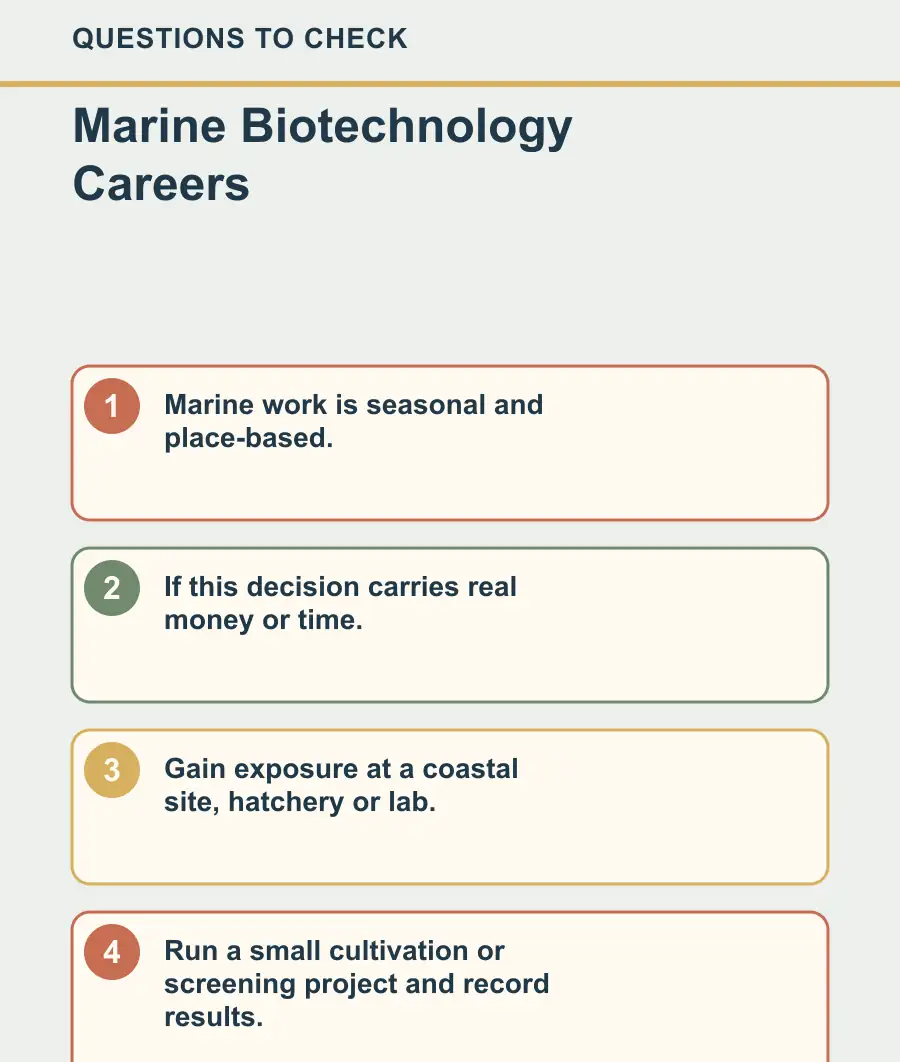 QUESTIONS TO CHECK
Marine Biotechnology
Careers
1
Marine work is seasonal and
place-based.
2
If this decision carries real
money or time.
3
Gain exposure at a coastal
site, hatchery or lab.
4
Run a small cultivation or
screening project and record
results.